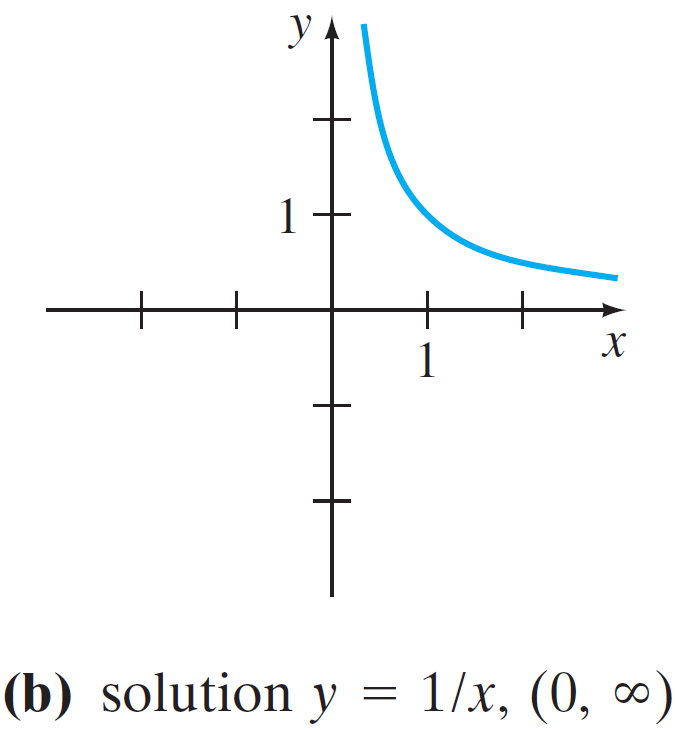 y
1
1
x
(b) solution y = 1/x, (0, ∞)